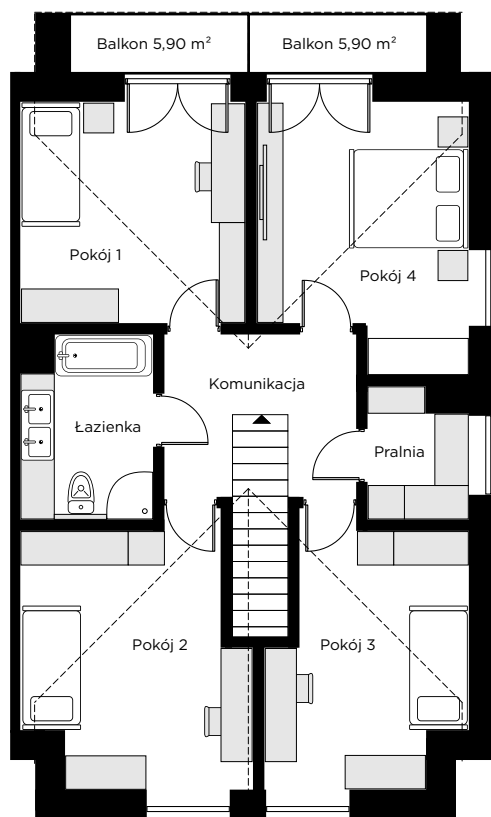 Balkon 5,90 m²
Balkon 5,90 m²
Pokój 1
Pokój 4
Komunikacja
Łazienka
Pralnia
Pokój 2
Pokój 3